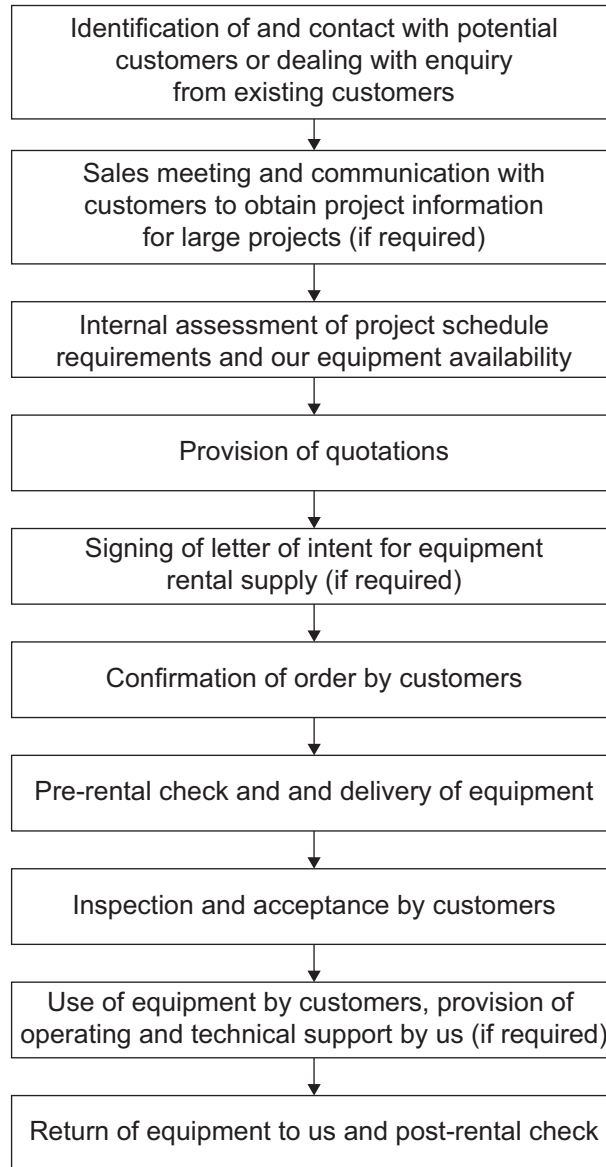 Identification of and contact with potential
customers or dealing with enquiry
from existing customers
Sales meeting and communication with
customers to obtain project information
for large projects (if required)
Internal assessment of project schedule
requirements and our equipment availability
Provision of quotations
Signing of letter of intent for equipment
rental supply (if required)
Confirmation of order by customers
Pre-rental check and and delivery of equipment
Inspection and acceptance by customers
Use of equipment by customers, provision of
operating and technical support by us (if required)
Return of equipment to us and post-rental check